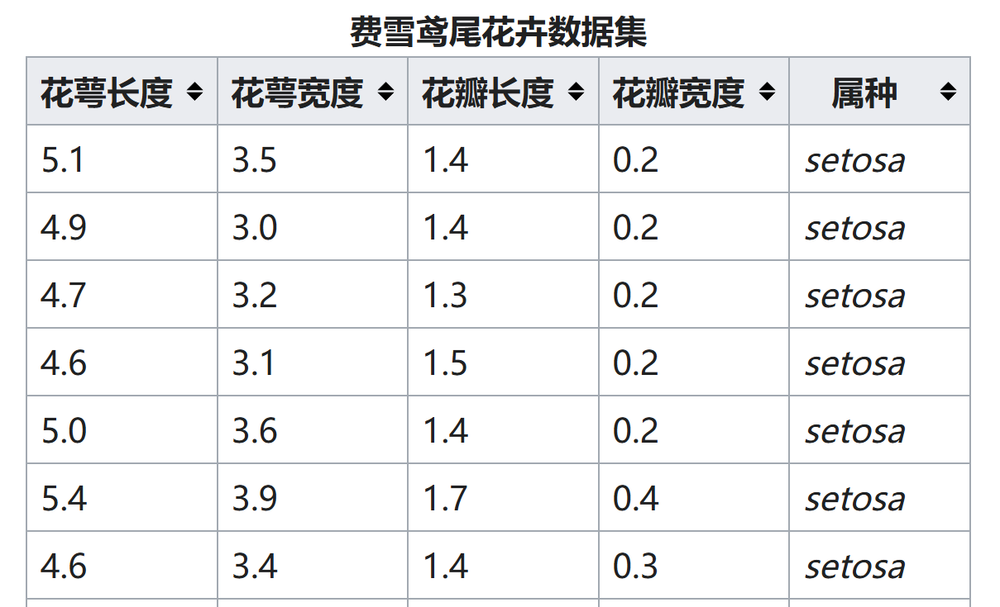 费雪鸢尾花卉数据集
花萼长度 花萼宽度 花瓣长度 花瓣宽度 属种
5.1 3.5 1.4 0.2 setosa
4.9 3.0 1.4 0.2 setosa
4.7 3.2 1.3 0.2 setosa
4.6 3.1 1.5 0.2 setosa
5.0 3.6 1.4 0.2 setosa
5.4 3.9 1.7 0.4 setosa
4.6 3.4 1.4 0.3 setosa